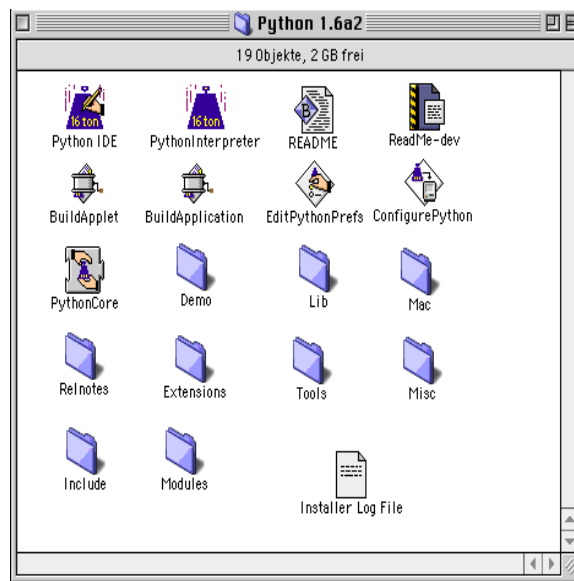 Python 1.6a2
19 Objekte, 2 GB frei
16 ton 16 ton B
Python IDE PythonInterpreter README ReadMe-dev
BuildApplet BuildApplication EditPythonPrefs ConfigurePython
PythonCore Demo Lib Mac
Relnotes Extensions Tools Misc
Include Modules
Installer Log File